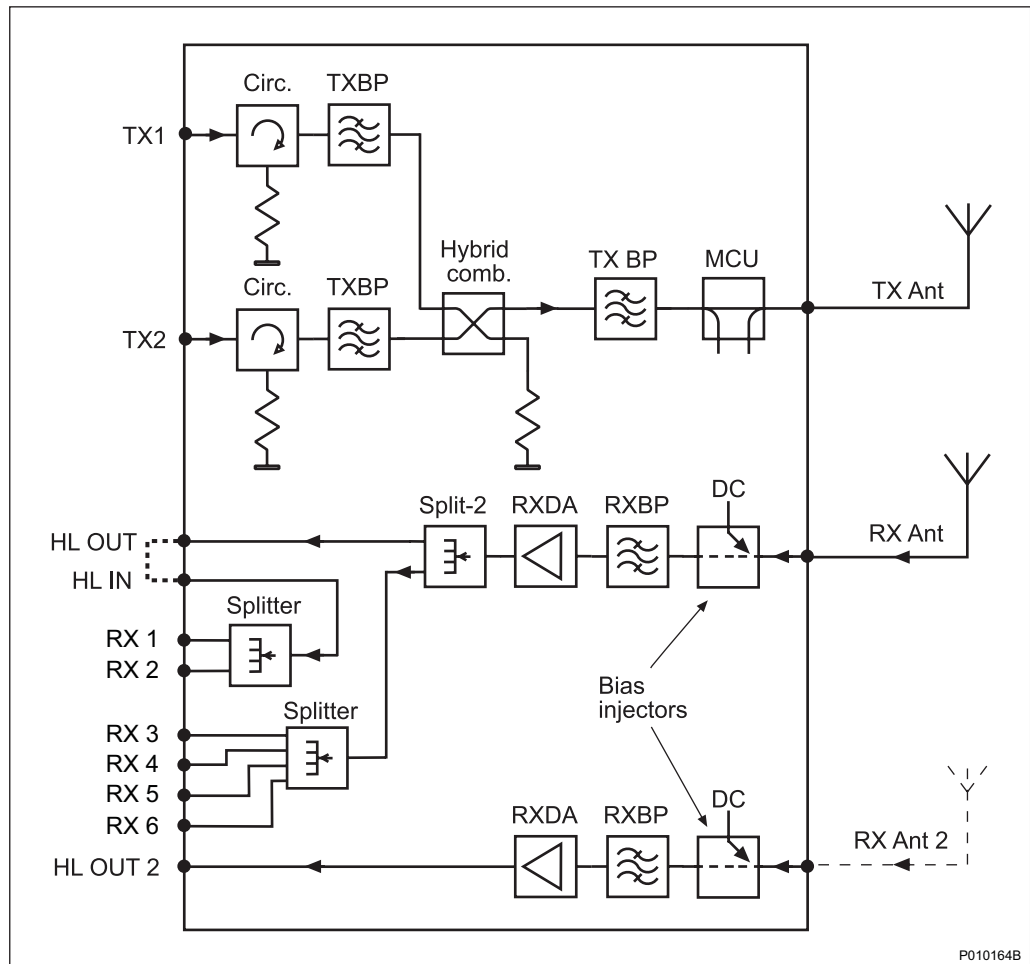 Circ. TXBP
TX1
Hybrid
comb.
TX BP MCU
Circ. TXBP
TX Ant
TX2
Split-2 RXDA RXBP DC
HL OUT
RX Ant
HL IN
Splitter
RX 1
RX 2
Bias
injectors
Splitter
RX 3
RX 4
RX 5
RX 6
RXDA RXBP DC
RX Ant 2
HL OUT 2
P010164B